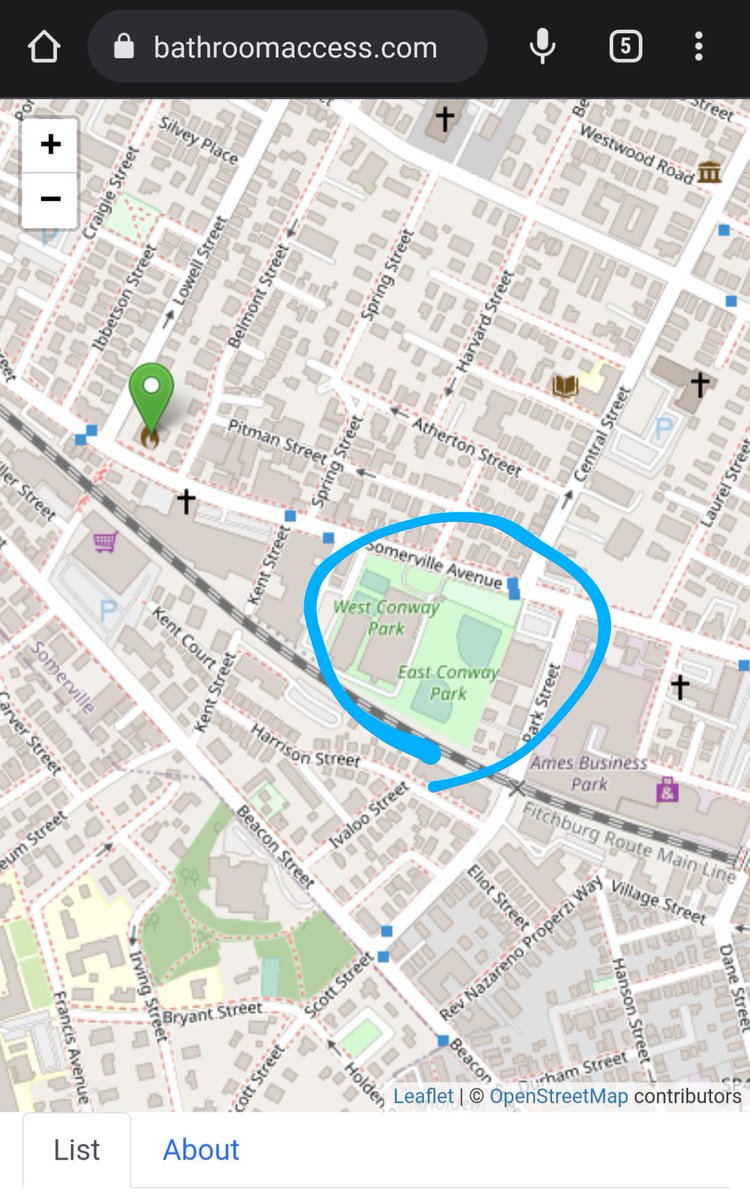 bathroomaccess.com
5
+
−
Silvey Place
Westwood Road
Craigie Street
Lowell Street
Ibbetson Street
Belmont Street
Spring Street
Harvard Street
Central Street
Laurel Street
P
Pitman Street
Spring Street
Atherton Street
P
Somerville Avenue
Kent Street
P
West Conway
Park
East Conway
Park
Kent Court
Somerville
Kent Street
Park Street
Ames Business
Park
Carver Street
Harrison Street
Ivaloo Street
Beacon Street
Fitchburg Route Main Line
Eliot Street
Village Street
Rev Nazareno Properzi Way
Dane Street
Irving Street
Scott Street
Hanson Street
Francis Avenue
Bryant Street
Beacon
Durham Street
Holden
Leaflet | © OpenStreetMap contributors
List About